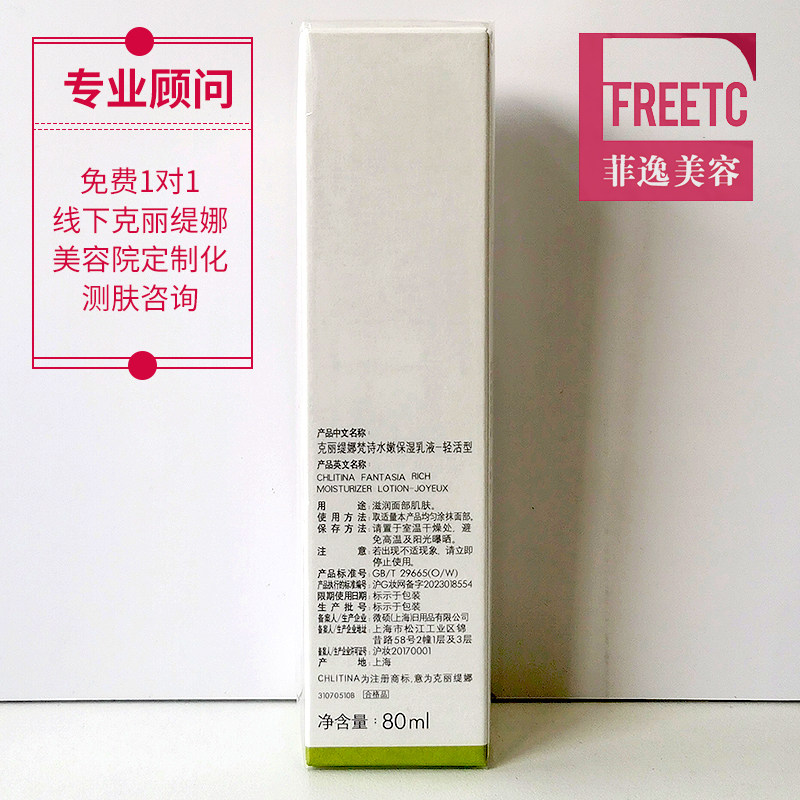 专业顾问
免费1对1
线下克丽缇娜
美容院定制化
测肤咨询
FREETC
菲逸美容
产品中文名称：
克丽缇娜梵诗水嫩保湿乳液-轻活型
产品英文名称：
CHLITINA FANTASIA RICH
MOISTURIZER LOTION-JOYEUX
用途：滋润面部肌肤。
使用方法：取适量本产品均匀涂抹面部。
保存方法：请置于室温干燥处，避
免高温及阳光曝晒。
注意：若出现不适现象，请立即
停止使用。
产品标准号：GB/T 29665(O/W)
产品执行的标准编号：沪G妆网备字2023018554
限期使用日期：标示于包装
生产批号：标示于包装
备案人/生产企业：微硕(上海)日用品有限公司
备案人/生产企业地址：上海市松江工业区锦
昔路58号2幢1层及3层
备案人/生产企业许可证号：沪妆20170001
产地：上海
CHLITINA为注册商标，意为克丽缇娜
310705108 合格品
净含量：80ml